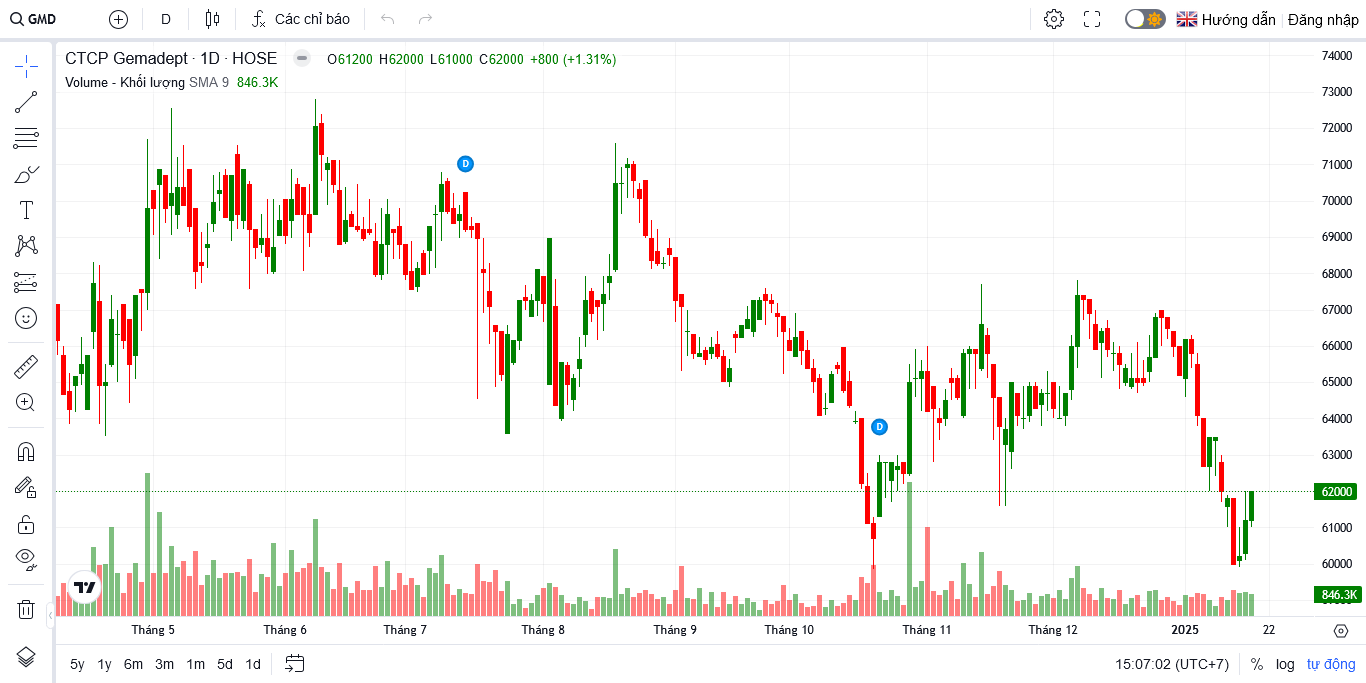 GMD D Các chỉ báo Hướng dẫn Đăng nhập
CTCP Gemadept · 1D · HOSE O61200 H62000 L61000 C62000 +800 (+1.31%)
Volume - Khối lượng SMA 9 846.3K
74000
73000
72000
71000
D
70000
69000
68000
67000
66000
65000
64000
D
63000
62000
61000
60000
846.3K
Tháng 5 Tháng 6 Tháng 7 Tháng 8 Tháng 9 Tháng 10 Tháng 11 Tháng 12 2025 22
5y 1y 6m 3m 1m 5d 1d 15:07:02 (UTC+7) % log tự động